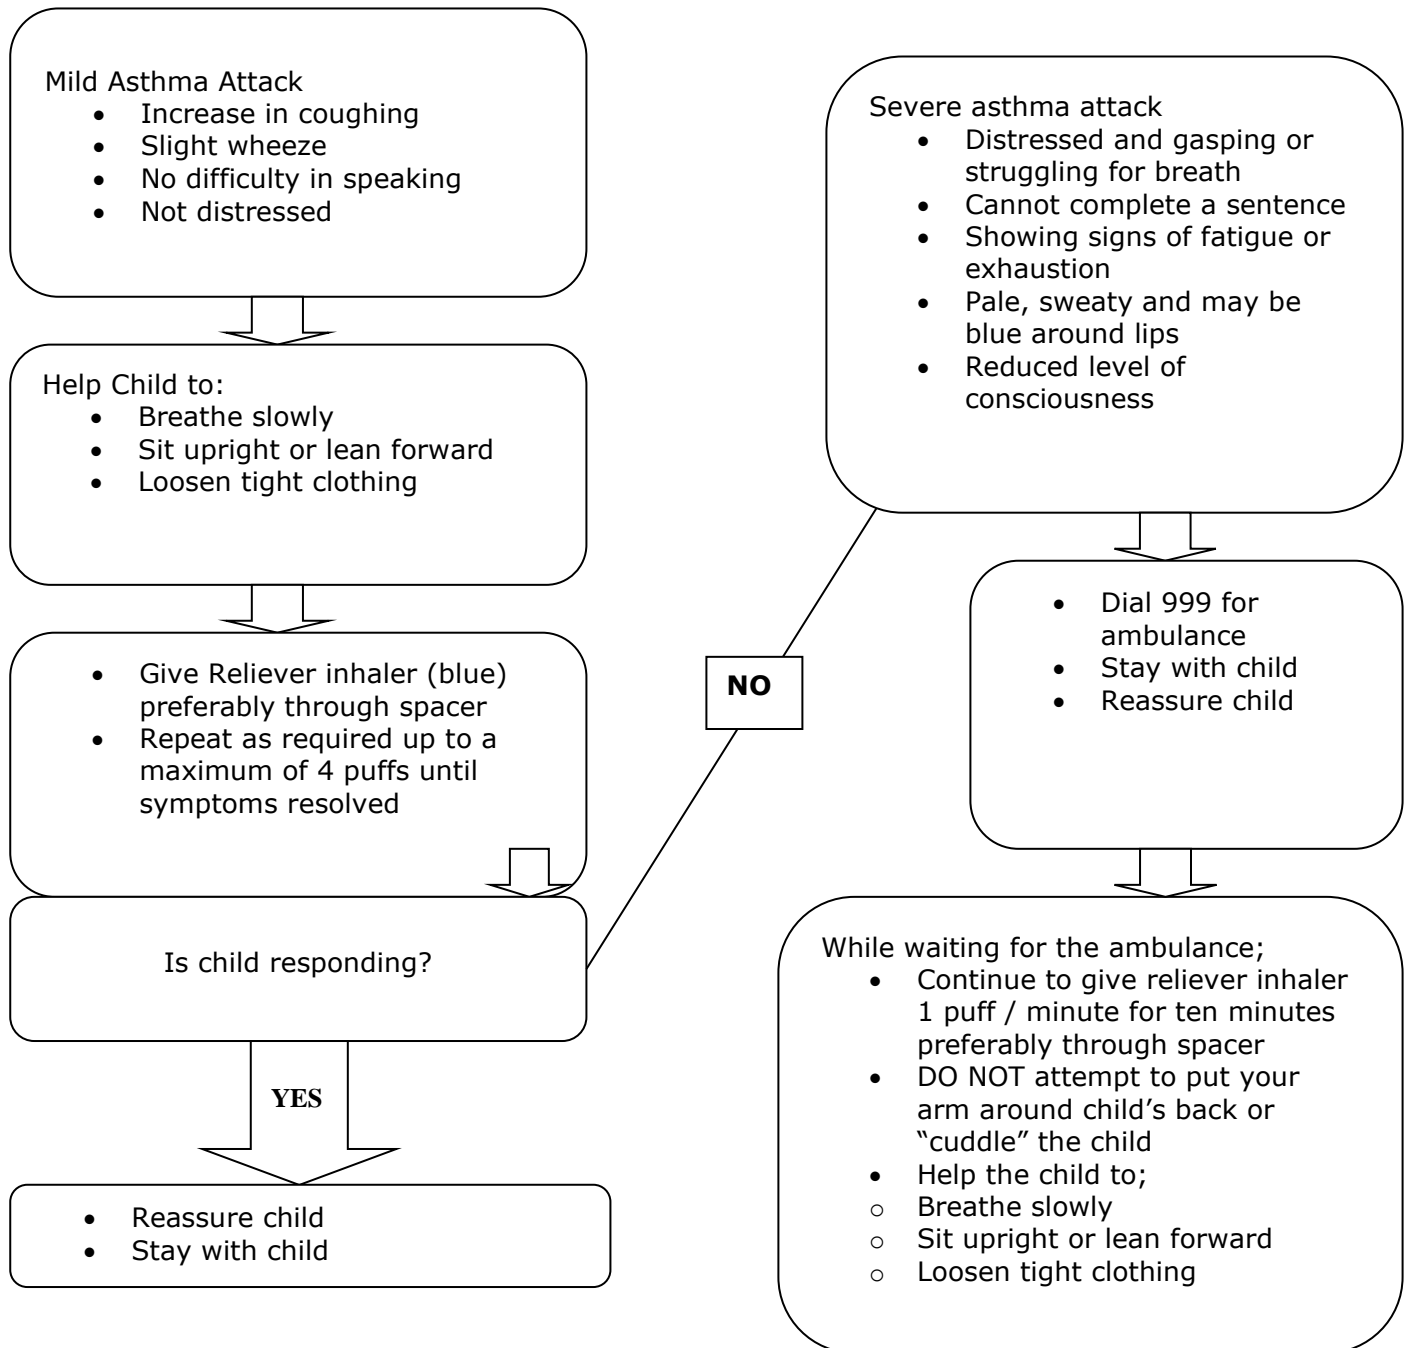 Mild Asthma Attack
• Increase in coughing
• Slight wheeze
• No difficulty in speaking
• Not distressed
Help Child to:
• Breathe slowly
• Sit upright or lean forward
• Loosen tight clothing
• Give Reliever inhaler (blue)
preferably through spacer
• Repeat as required up to a
maximum of 4 puffs until
symptoms resolved
Is child responding?
YES
• Reassure child
• Stay with child
NO
Severe asthma attack
• Distressed and gasping or
struggling for breath
• Cannot complete a sentence
• Showing signs of fatigue or
exhaustion
• Pale, sweaty and may be
blue around lips
• Reduced level of
consciousness
• Dial 999 for
ambulance
• Stay with child
• Reassure child
While waiting for the ambulance;
• Continue to give reliever inhaler
1 puff / minute for ten minutes
preferably through spacer
• DO NOT attempt to put your
arm around child’s back or
“cuddle” the child
• Help the child to;
○ Breathe slowly
○ Sit upright or lean forward
○ Loosen tight clothing